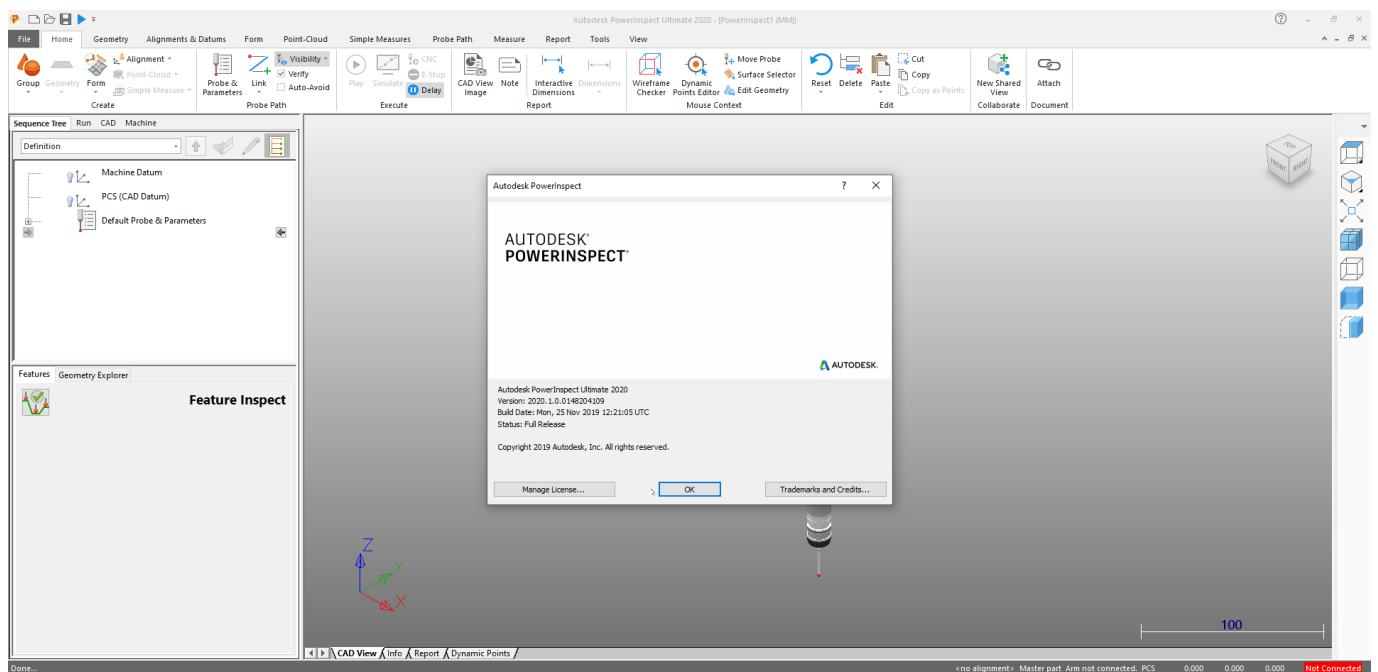 Autodesk PowerInspect Ultimate 2020 - [PowerInspect1 (MM)]
File Home Geometry Alignments & Datums Form Point-Cloud Simple Measures Probe Path Measure Report Tools View
Group Geometry Form
Alignment
Point-Cloud
Simple Measure
Create
Probe & Parameters
Link
Visibility
Verify
Auto-Avoid
Probe Path
Play Simulate
CNC
E-Stop
Delay
Execute
CAD View Image
Note
Interactive Dimensions
Dimensions
Report
Wireframe Checker
Dynamic Points Editor
Move Probe
Surface Selector
Edit Geometry
Mouse Context
Reset Delete Paste
Cut
Copy
Copy as Points
Edit
New Shared View
Collaborate
Attach
Document
Sequence Tree Run CAD Machine
Definition
Machine Datum
PCS (CAD Datum)
Default Probe & Parameters
Features Geometry Explorer
Feature Inspect
TOP
FRONT RIGHT
Autodesk PowerInspect
AUTODESK®
POWERINSPECT®
AUTODESK.
Autodesk PowerInspect Ultimate 2020
Version: 2020.1.0.0148204109
Build Date: Mon, 25 Nov 2019 12:21:05 UTC
Status: Full Release
Copyright 2019 Autodesk, Inc. All rights reserved.
Manage License...
OK
Trademarks and Credits...
Z
Y
X
100
CAD View Info Report Dynamic Points
Done...
<no alignment> Master part Arm not connected. PCS 0.000 0.000 0.000 Not Connected